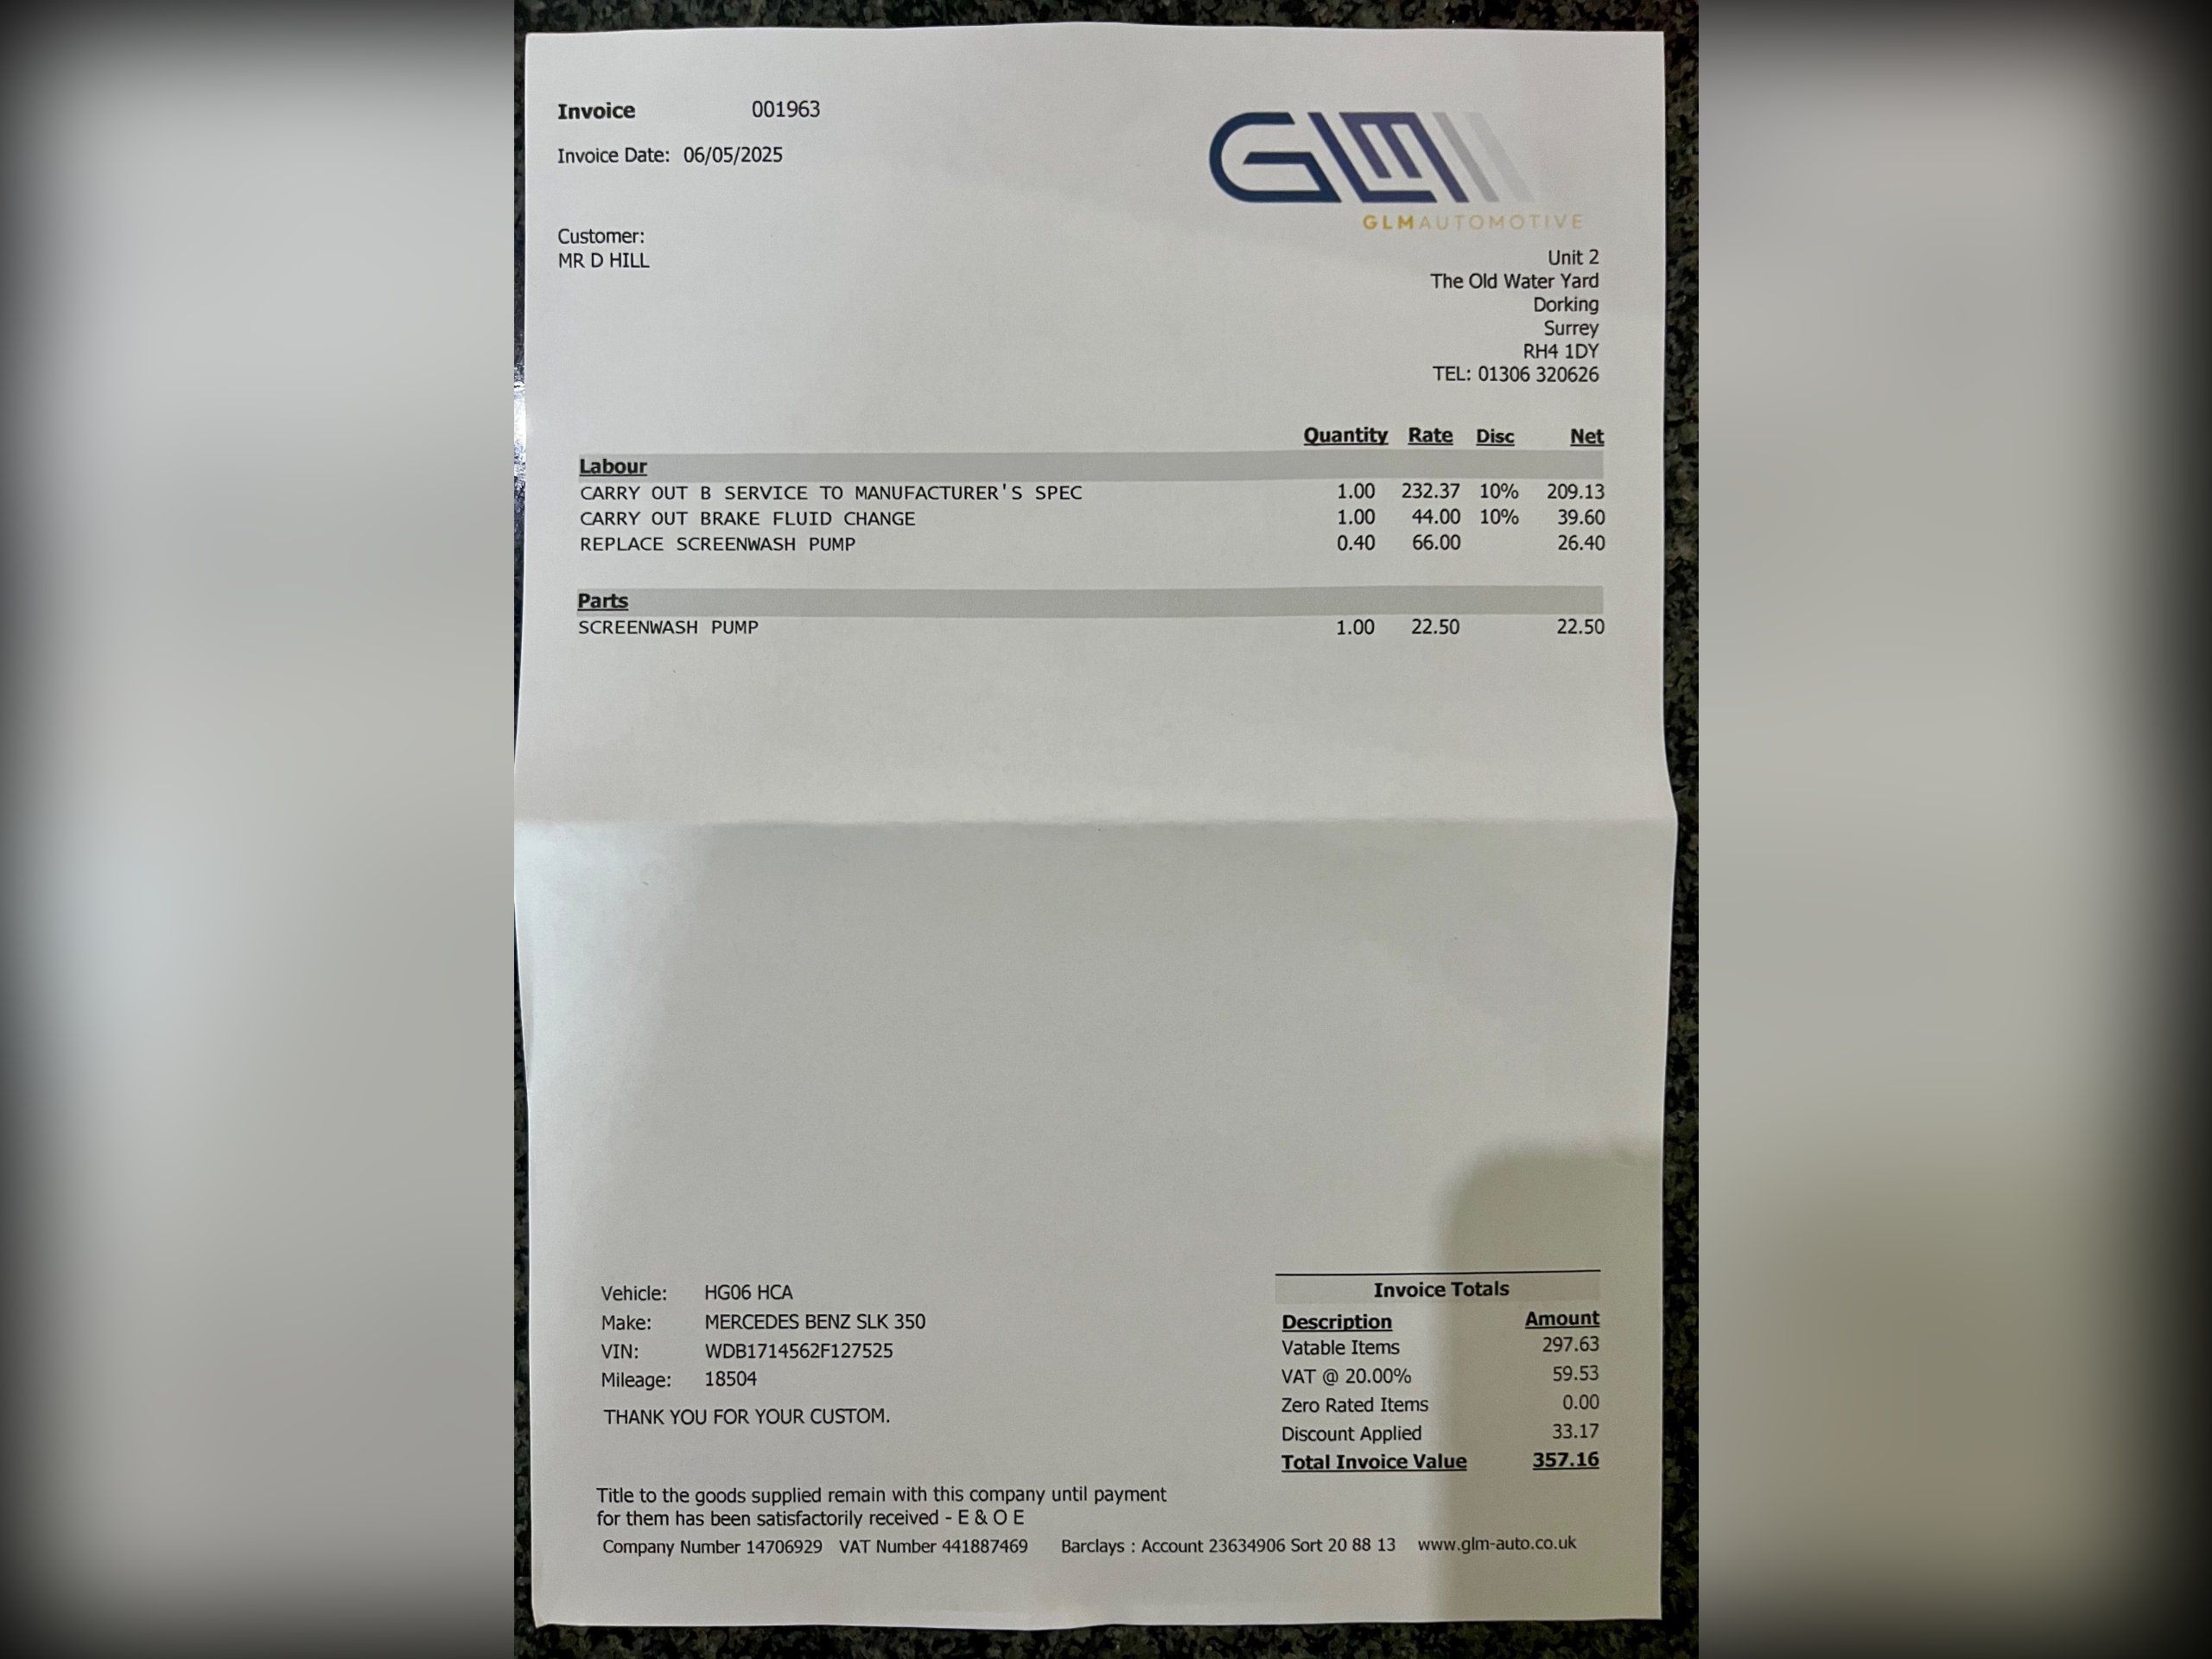 Invoice 001963
Invoice Date: 06/05/2025
GLM
GLMAUTOMOTIVE
Customer:
MR D HILL
Unit 2
The Old Water Yard
Dorking
Surrey
RH4 1DY
TEL: 01306 320626
Quantity Rate Disc Net
Labour
CARRY OUT B SERVICE TO MANUFACTURER'S SPEC 1.00 232.37 10% 209.13
CARRY OUT BRAKE FLUID CHANGE 1.00 44.00 10% 39.60
REPLACE SCREENWASH PUMP 0.40 66.00 26.40
Parts
SCREENWASH PUMP 1.00 22.50 22.50
Vehicle: HG06 HCA
Make: MERCEDES BENZ SLK 350
VIN: WDB1714562F127525
Mileage: 18504
THANK YOU FOR YOUR CUSTOM.
Invoice Totals
Description Amount
Vatable Items 297.63
VAT @ 20.00% 59.53
Zero Rated Items 0.00
Discount Applied 33.17
Total Invoice Value 357.16
Title to the goods supplied remain with this company until payment
for them has been satisfactorily received - E & O E
Company Number 14706929 VAT Number 441887469 Barclays : Account 23634906 Sort 20 88 13 www.glm-auto.co.uk